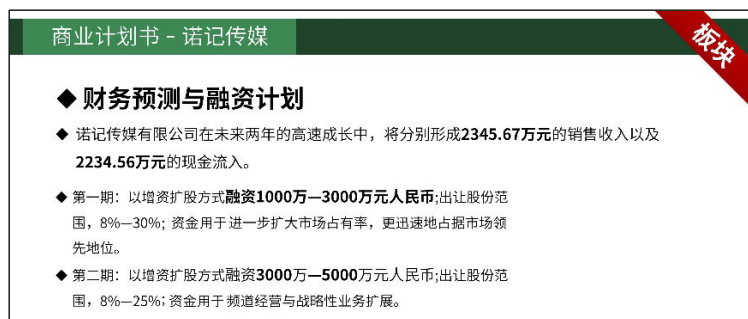 商业计划书 - 诺记传媒
板块
◆ 财务预测与融资计划
◆ 诺记传媒有限公司在未来两年的高速成长中，将分别形成2345.67万元的销售收入以及
2234.56万元的现金流入。
◆ 第一期：以增资扩股方式融资1000万—3000万元人民币;出让股份范
围，8%—30%；资金用于进一步扩大市场占有率，更迅速地占据市场领
先地位。
◆ 第二期：以增资扩股方式融资3000万—5000万元人民币;出让股份范
围，8%—25%；资金用于 频道经营与战略性业务扩展。